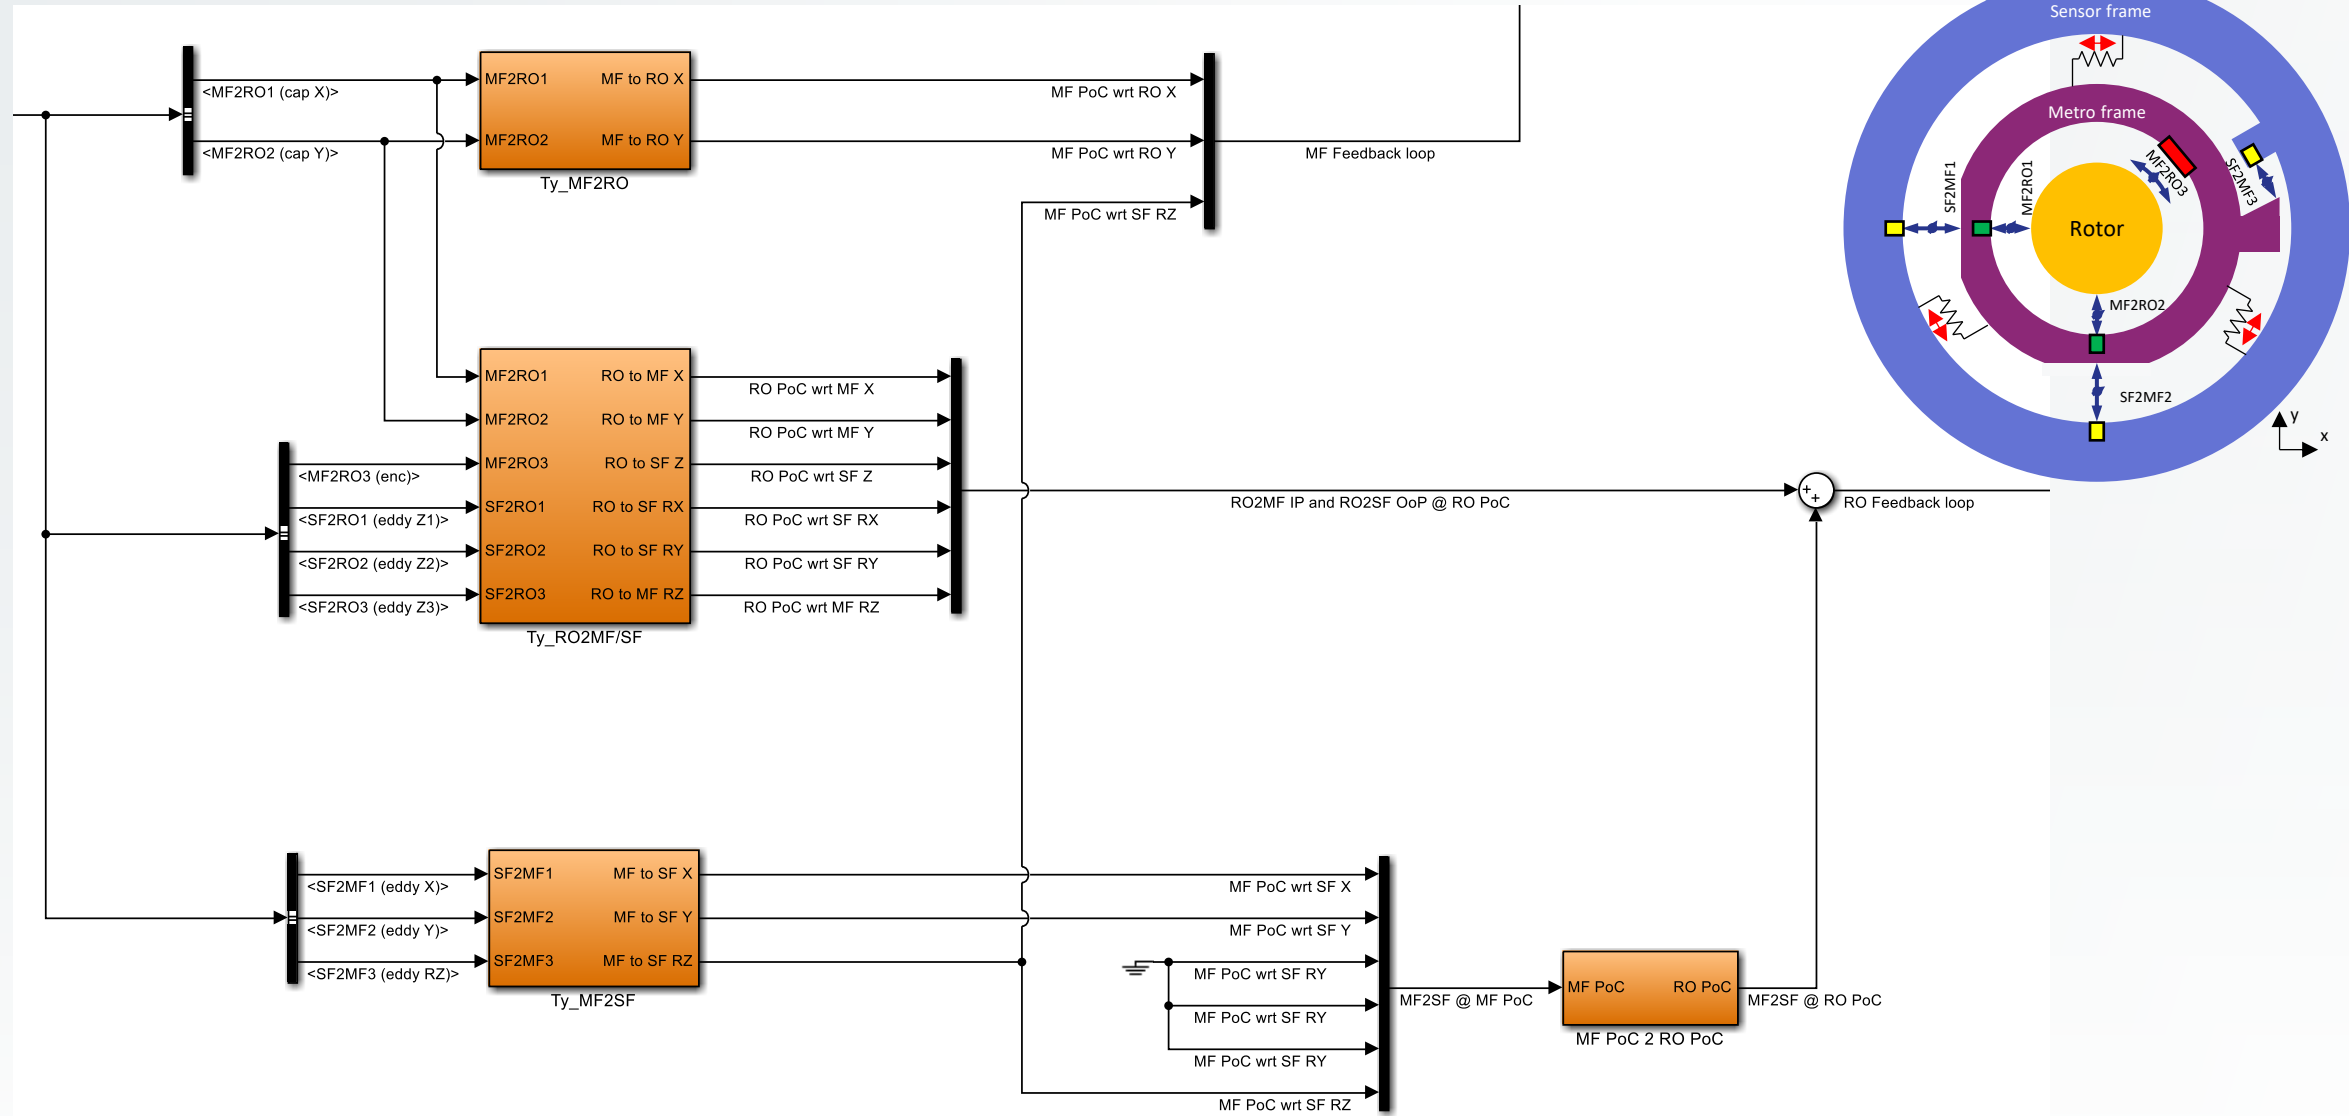 MF2RO1
MF to RO X
<MF2RO1 (cap X)>
MF PoC wrt RO X
MF2RO2
MF to RO Y
<MF2RO2 (cap Y)>
MF PoC wrt RO Y
MF Feedback loop
Ty_MF2RO
MF PoC wrt SF RZ
MF2RO1
RO to MF X
RO PoC wrt MF X
MF2RO2
RO to MF Y
RO PoC wrt MF Y
MF2RO3
RO to SF Z
<MF2RO3 (enc)>
RO PoC wrt SF Z
SF2RO1
RO to SF RX
<SF2RO1 (eddy Z1)>
RO PoC wrt SF RX
SF2RO2
RO to SF RY
<SF2RO2 (eddy Z2)>
RO PoC wrt SF RY
SF2RO3
RO to MF RZ
<SF2RO3 (eddy Z3)>
RO PoC wrt MF RZ
Ty_RO2MF/SF
RO2MF IP and RO2SF OoP @ RO PoC
+
+
RO Feedback loop
SF2MF1
MF to SF X
<SF2MF1 (eddy X)>
MF PoC wrt SF X
SF2MF2
MF to SF Y
<SF2MF2 (eddy Y)>
MF PoC wrt SF Y
SF2MF3
MF to SF RZ
<SF2MF3 (eddy RZ)>
MF PoC wrt SF RY
Ty_MF2SF
MF PoC wrt SF RY
MF PoC wrt SF RY
MF PoC wrt SF RZ
MF2SF @ MF PoC
MF PoC
RO PoC
MF2SF @ RO PoC
MF PoC 2 RO PoC
Sensor frame
Metro frame
SF2MF1
MF2RO1
MF2RO3
SF2MF3
Rotor
MF2RO2
SF2MF2
y
x